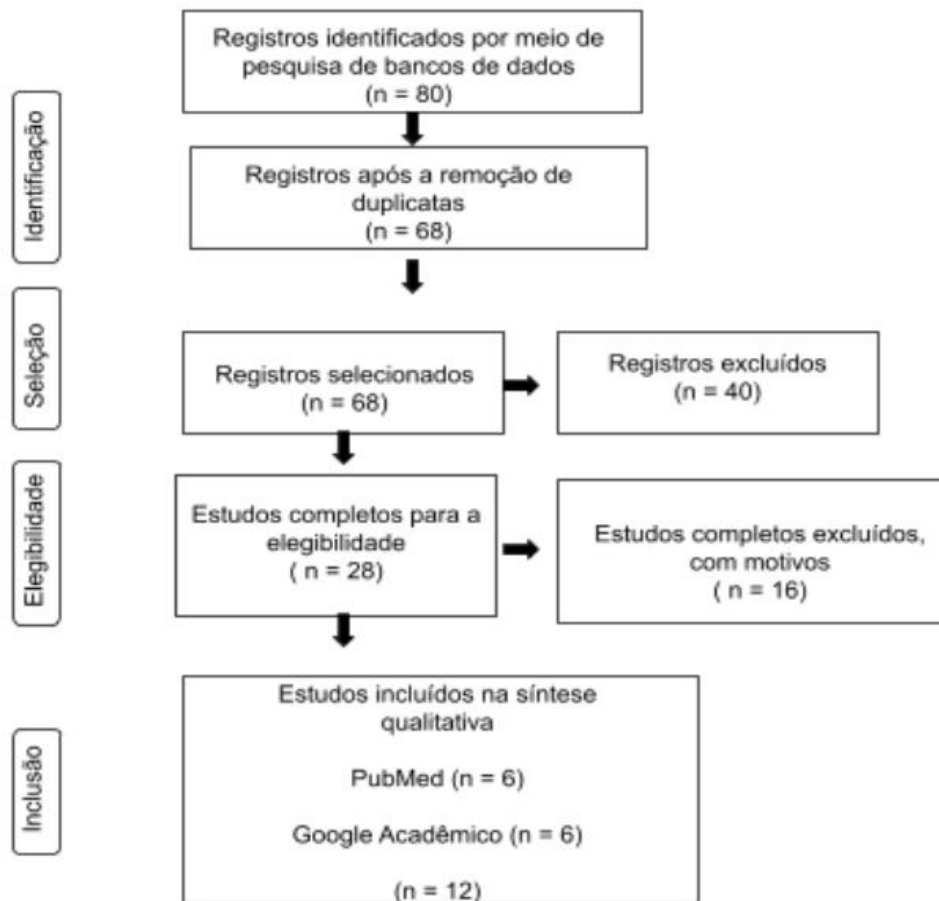 Identificação
Registros identificados por meio de
pesquisa de bancos de dados
(n = 80)
Registros após a remoção de
duplicatas
(n = 68)
Seleção
Registros selecionados
(n = 68)
Registros excluídos
(n = 40)
Elegibilidade
Estudos completos para a
elegibilidade
( n = 28)
Estudos completos excluídos,
com motivos
( n = 16)
Inclusão
Estudos incluídos na síntese
qualitativa
PubMed (n = 6)
Google Acadêmico (n = 6)
(n = 12)